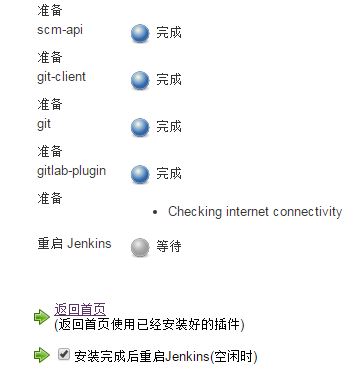 准备
scm-api 完成
准备
git-client 完成
准备
git 完成
准备
gitlab-plugin 完成
准备
• Checking internet connectivity
重启 Jenkins 等待
返回首页
(返回首页使用已经安装好的插件)
安装完成后重启Jenkins(空闲时)